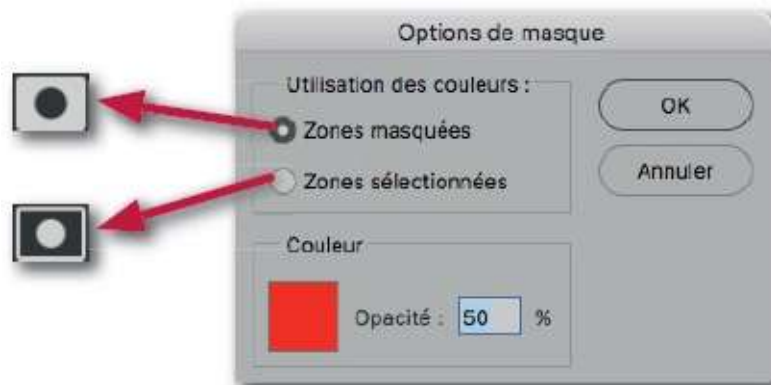 Options de masque
Utilisation des couleurs :
Zones masquées
Zones sélectionnées
OK
Annuler
Couleur
Opacité : 50 %